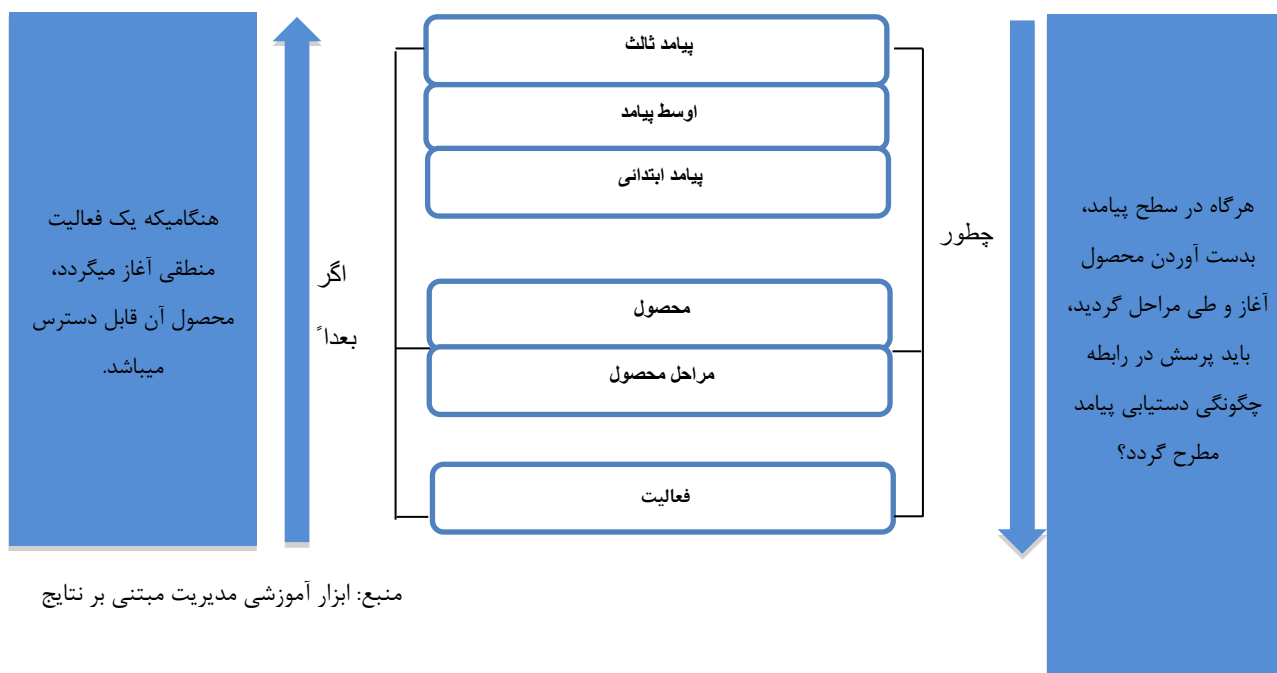 هرگاه در سطح پیامد،
بدست آوردن محصول
آغاز و طی مراحل گردید،
باید پرسش در رابطه
چگونگی دستیابی پیامد
مطرح گردد؟
چطور
پیامد ثالث
اوسط پیامد
پیامد ابتدائی
محصول
مراحل محصول
فعالیت
اگر
بعداً
هنگامیکه یک فعالیت
منطقی آغاز میگردد،
محصول آن قابل دسترس
میباشد.
منبع: ابزار آموزشی مدیریت مبتنی بر نتایج